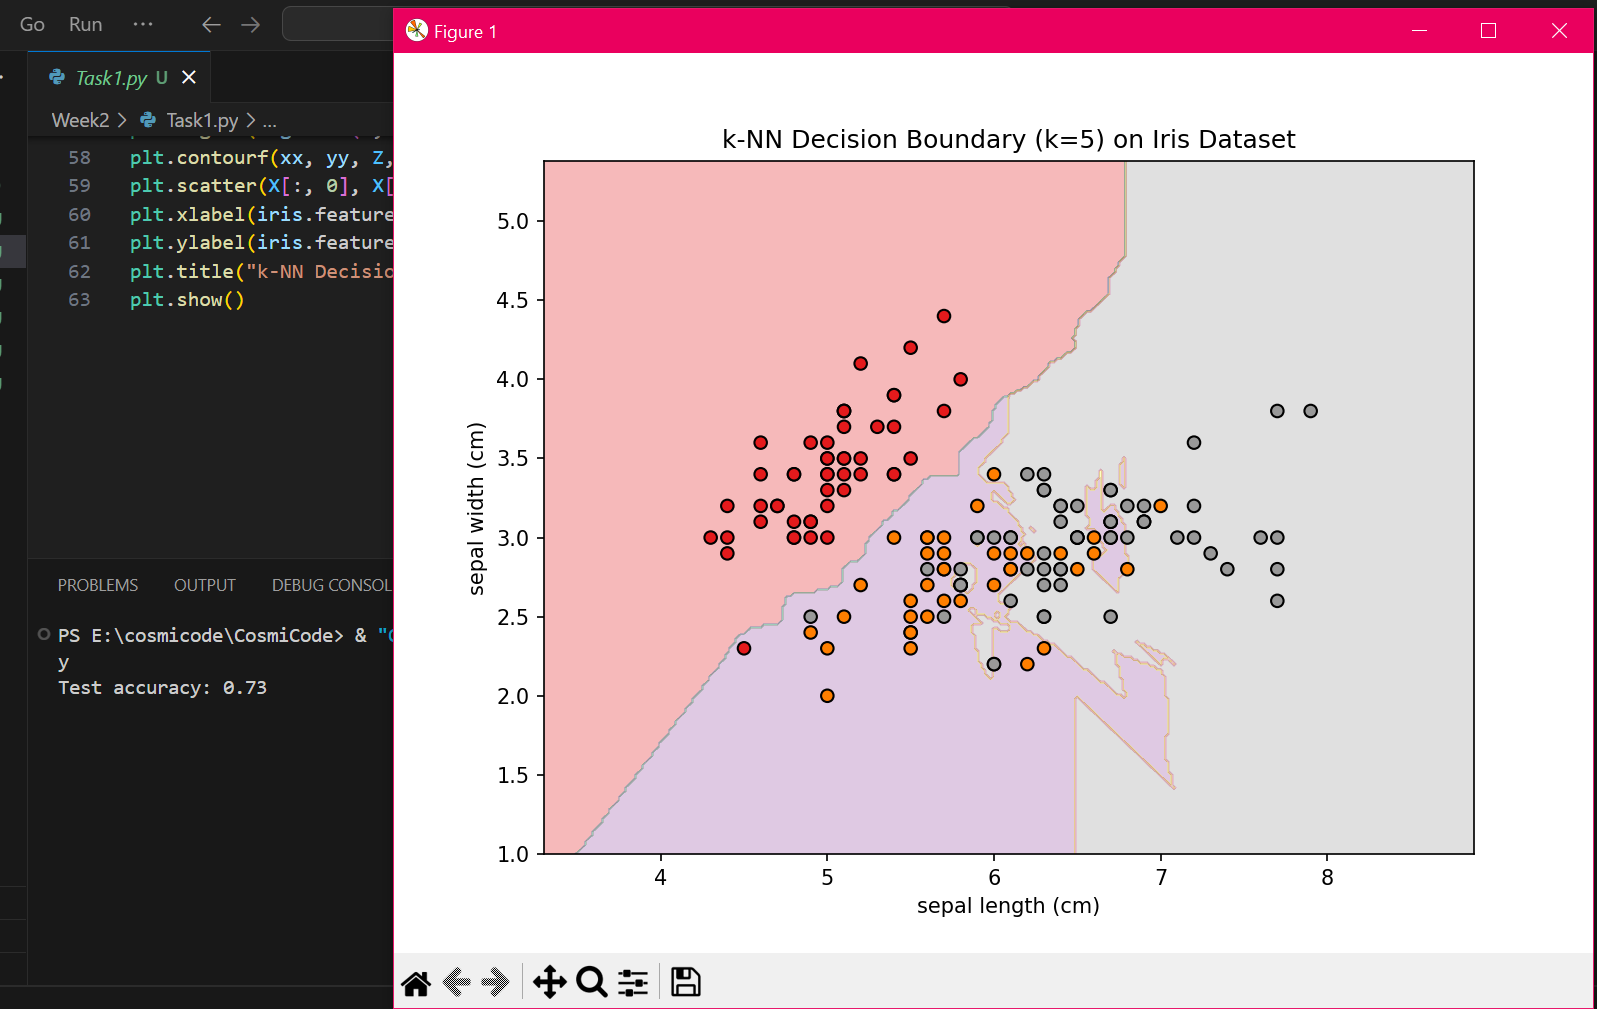 Go Run ...
Figure 1
Task1.py U
Week2 > Task1.py > ...
58 plt.contourf(xx, yy, Z,
59 plt.scatter(X[:, 0], X[
60 plt.xlabel(iris.feature
61 plt.ylabel(iris.feature
62 plt.title("k-NN Decisio
63 plt.show()
PROBLEMS OUTPUT DEBUG CONSOL
PS E:\cosmicode\CosmiCode> & "
y
Test accuracy: 0.73
k-NN Decision Boundary (k=5) on Iris Dataset
sepal width (cm)
5.0
4.5
4.0
3.5
3.0
2.5
2.0
1.5
1.0
4 5 6 7 8
sepal length (cm)